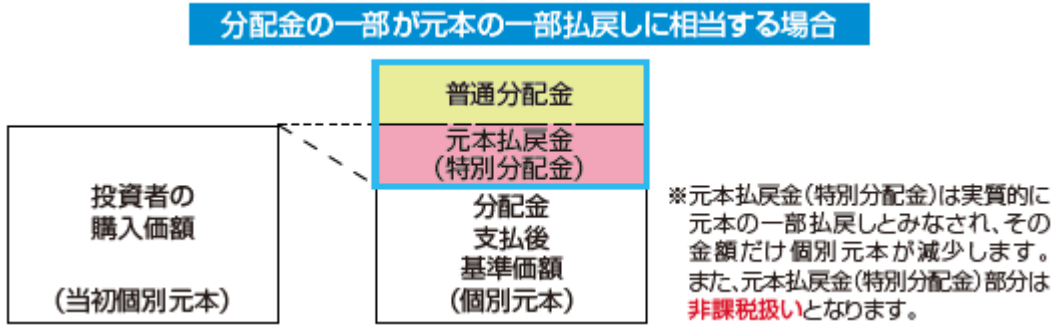 分配金の一部が元本の一部払戻しに相当する場合
投資者の
購入価額
(当初個別元本)
普通分配金
元本払戻金
(特別分配金)
分配金
支払後
基準価額
(個別元本)
※元本払戻金(特別分配金)は実質的に
元本の一部払戻しとみなされ、その
金額だけ個別元本が減少します。
また、元本払戻金(特別分配金)部分は
非課税扱いとなります。